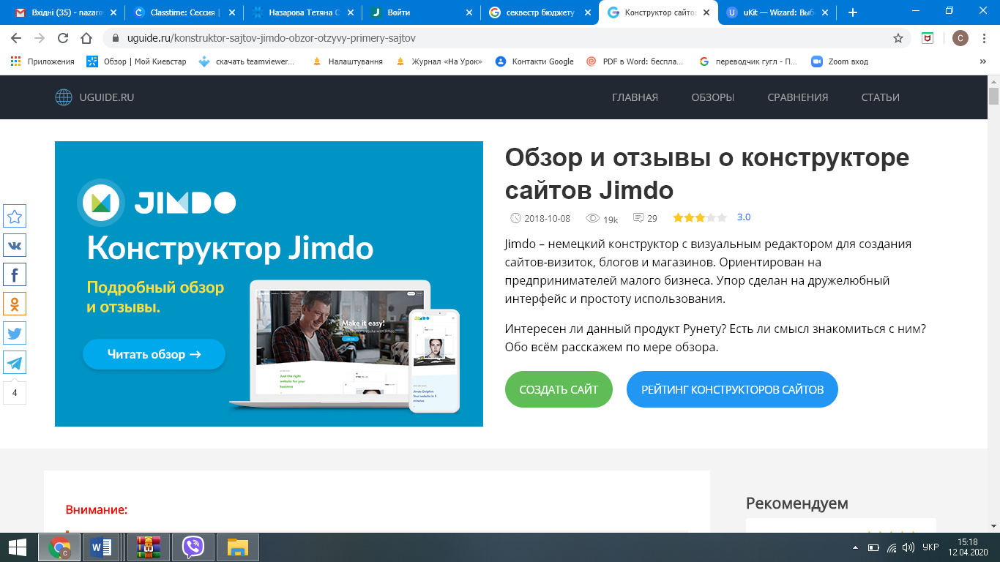 Вхідні (35) - nazaro
Classtime: Сессия |
Назарова Тетяна С
Войти
секвестр бюджету
Конструктор сайтов
uKit — Wizard: Выб
uguide.ru/konstruktor-sajtov-jimdo-obzor-otzyvy-primery-sajtov
C
Приложения
Обзор | Мой Киевстар
скачать teamviewer...
Налаштування
Журнал «На Урок»
Контакти Google
PDF в Word: беспла...
переводчик гугл - П...
Zoom вход
»
UGUIDE.RU
ГЛАВНАЯ
ОБЗОРЫ
СРАВНЕНИЯ
СТАТЬИ
JIMDO
Конструктор Jimdo
Подробный обзор
и отзывы.
Читать обзор →
Make it easy!
Just the right
website for your
business
Jimdo Dolphin:
Your website in 3
minutes
Обзор и отзывы о конструкторе
сайтов Jimdo
2018-10-08
19k
29
3.0
Jimdo – немецкий конструктор с визуальным редактором для создания
сайтов-визиток, блогов и магазинов. Ориентирован на
предпринимателей малого бизнеса. Упор сделан на дружелюбный
интерфейс и простоту использования.
Интересен ли данный продукт Рунету? Есть ли смысл знакомиться с ним?
Обо всём расскажем по мере обзора.
СОЗДАТЬ САЙТ
РЕЙТИНГ КОНСТРУКТОРОВ САЙТОВ
4
Внимание:
Рекомендуем
УКР
15:18
12.04.2020